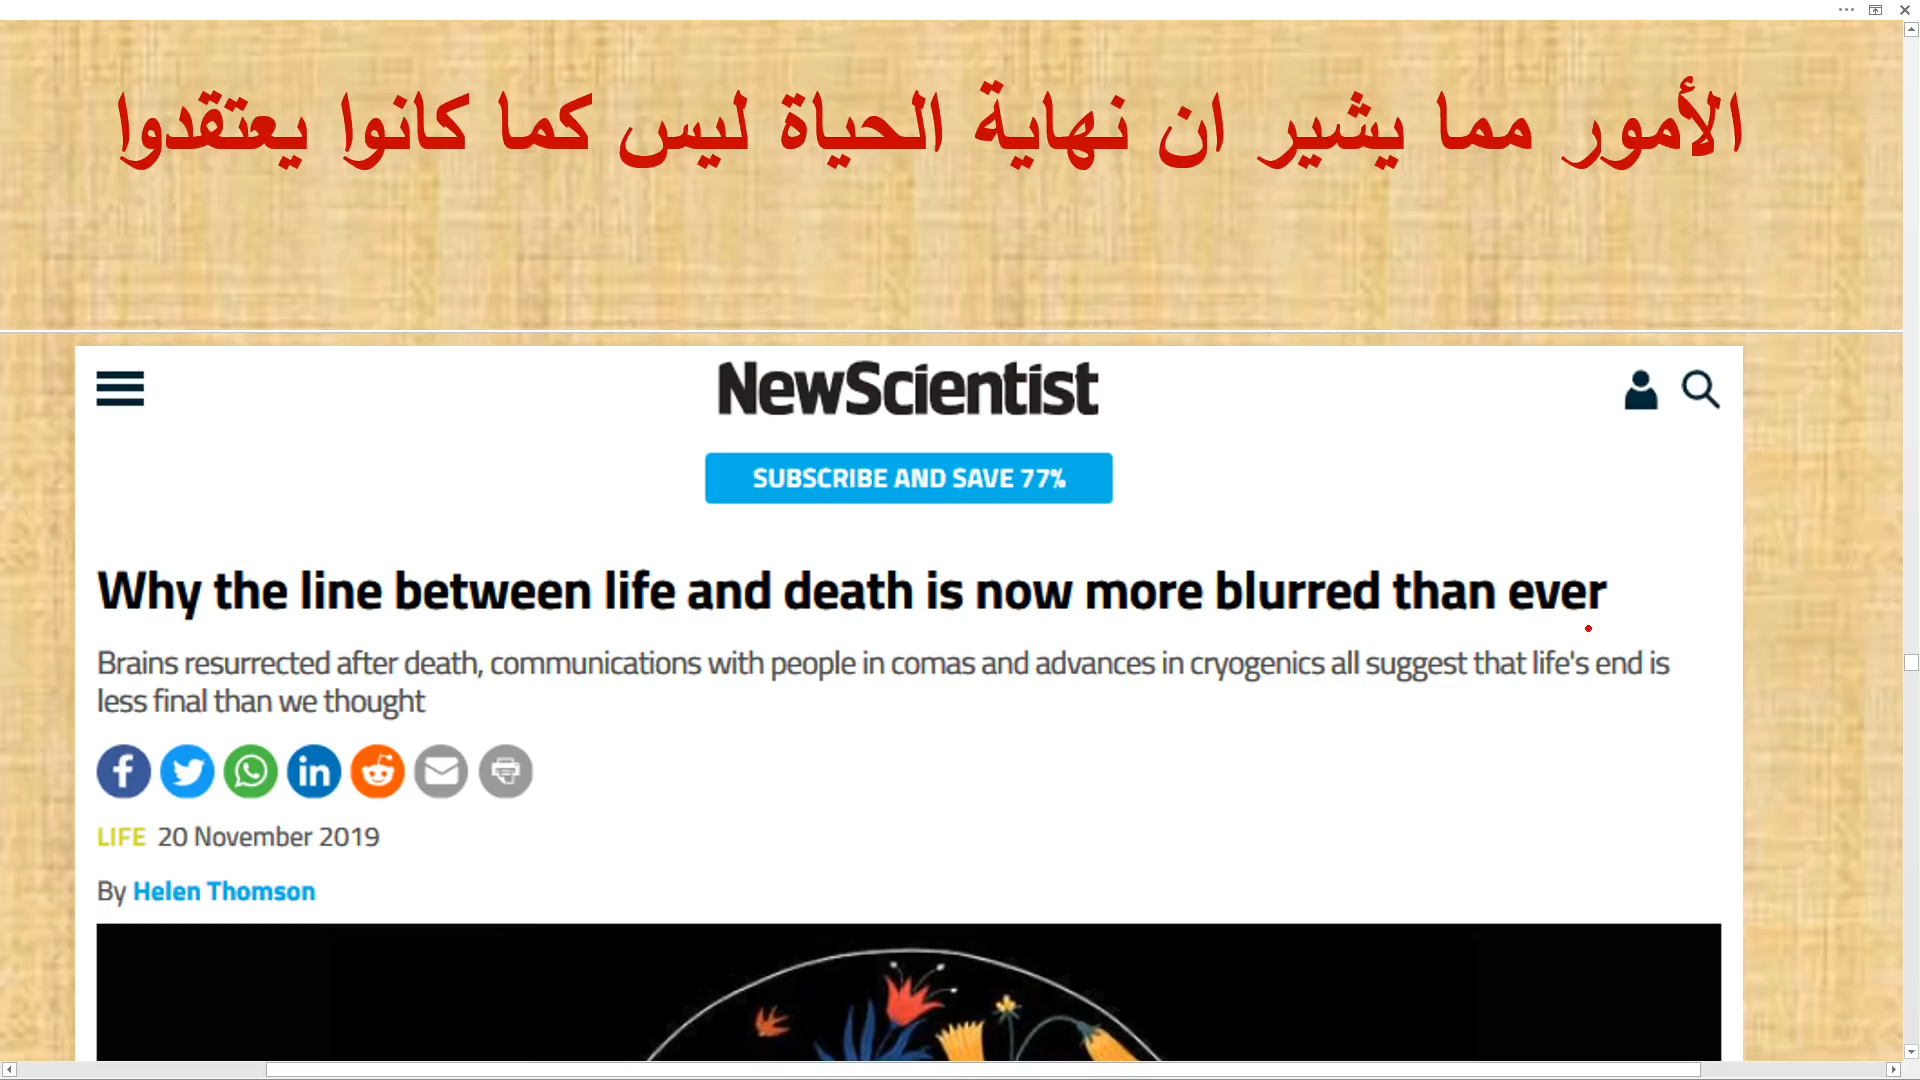 الأمور مما يشير ان نهاية الحياة ليس كما كانوا يعتقدوا
NewScientist
SUBSCRIBE AND SAVE 77%
Why the line between life and death is now more blurred than ever
Brains resurrected after death, communications with people in comas and advances in cryogenics all suggest that life's end is
less final than we thought
LIFE 20 November 2019
By Helen Thomson